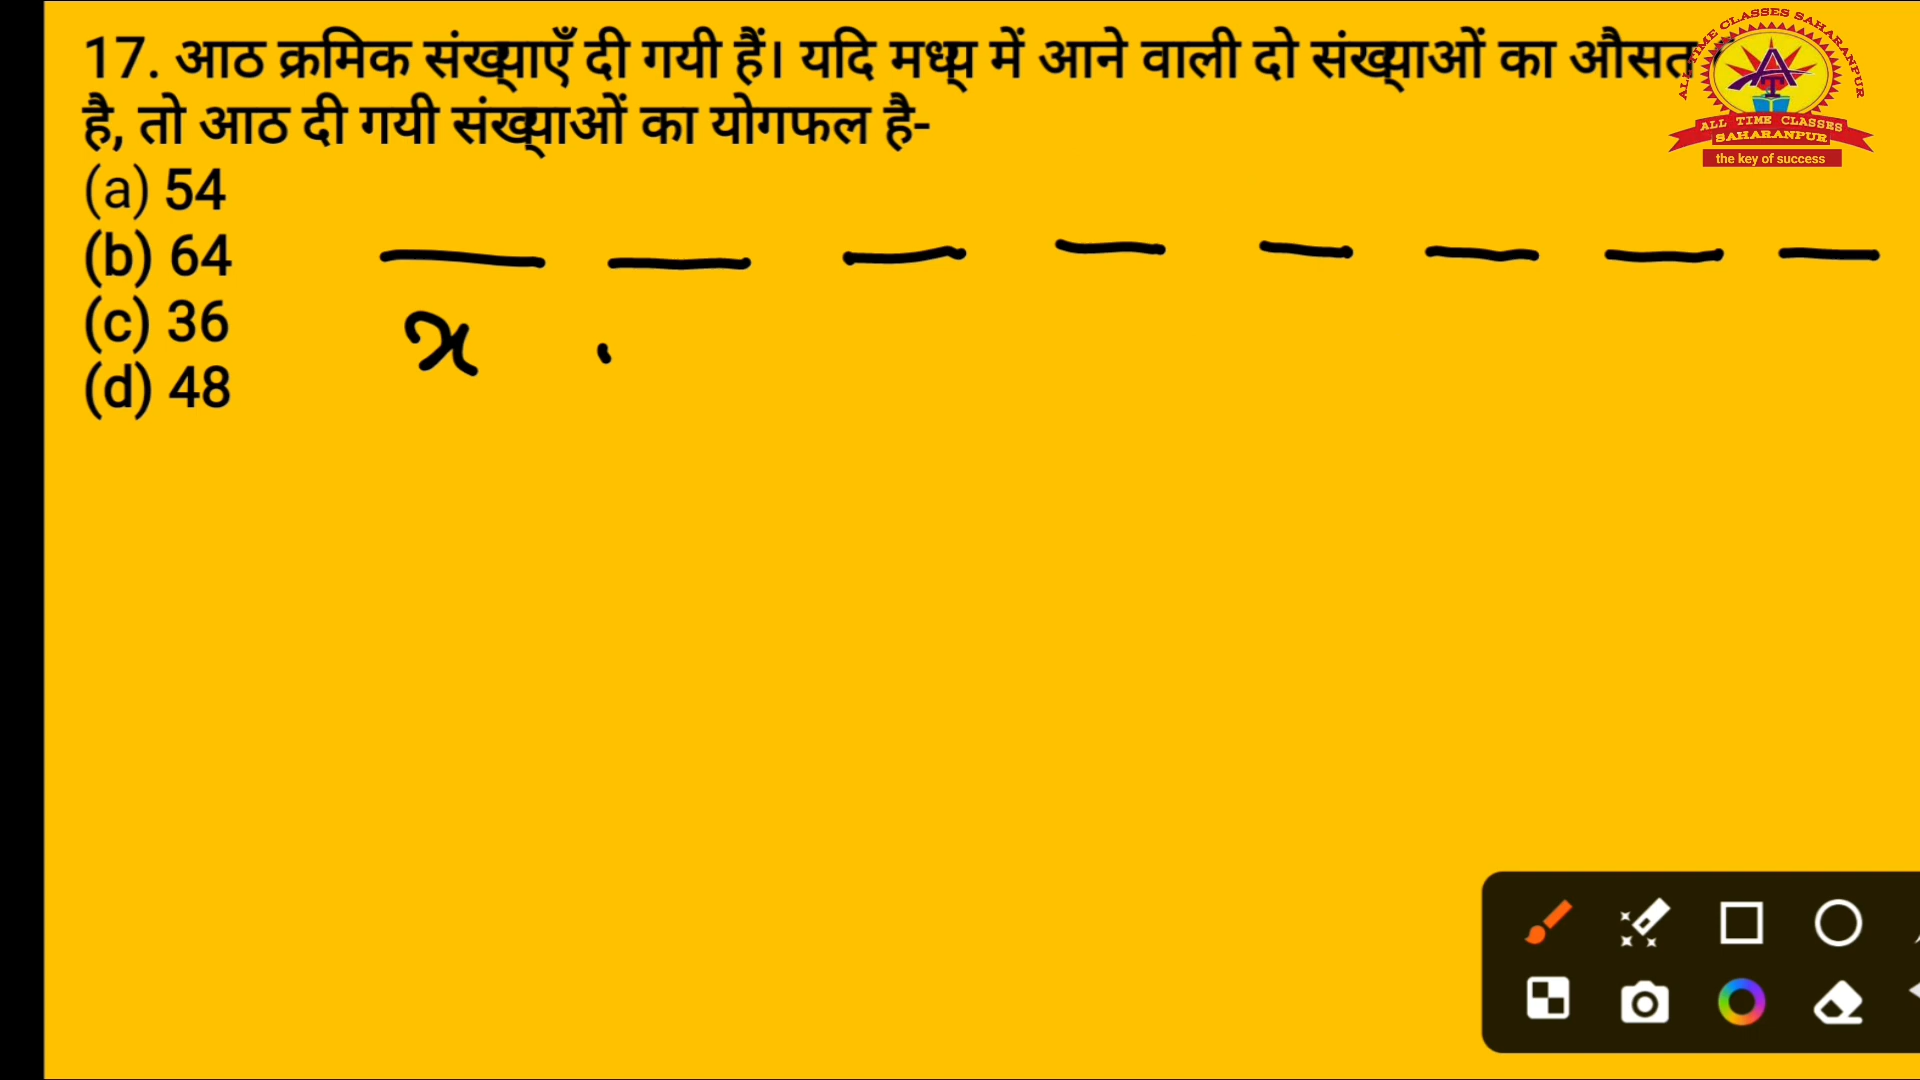 17. आठ क्रमिक संख्याएँ दी गयी हैं। यदि मध्य में आने वाली दो संख्याओं का औसत
है, तो आठ दी गयी संख्याओं का योगफल है-
(a) 54
(b) 64
(c) 36
(d) 48
x
ALL TIME CLASSES SAHARANPUR
ALL TIME CLASSES
SAHARANPUR
the key of success